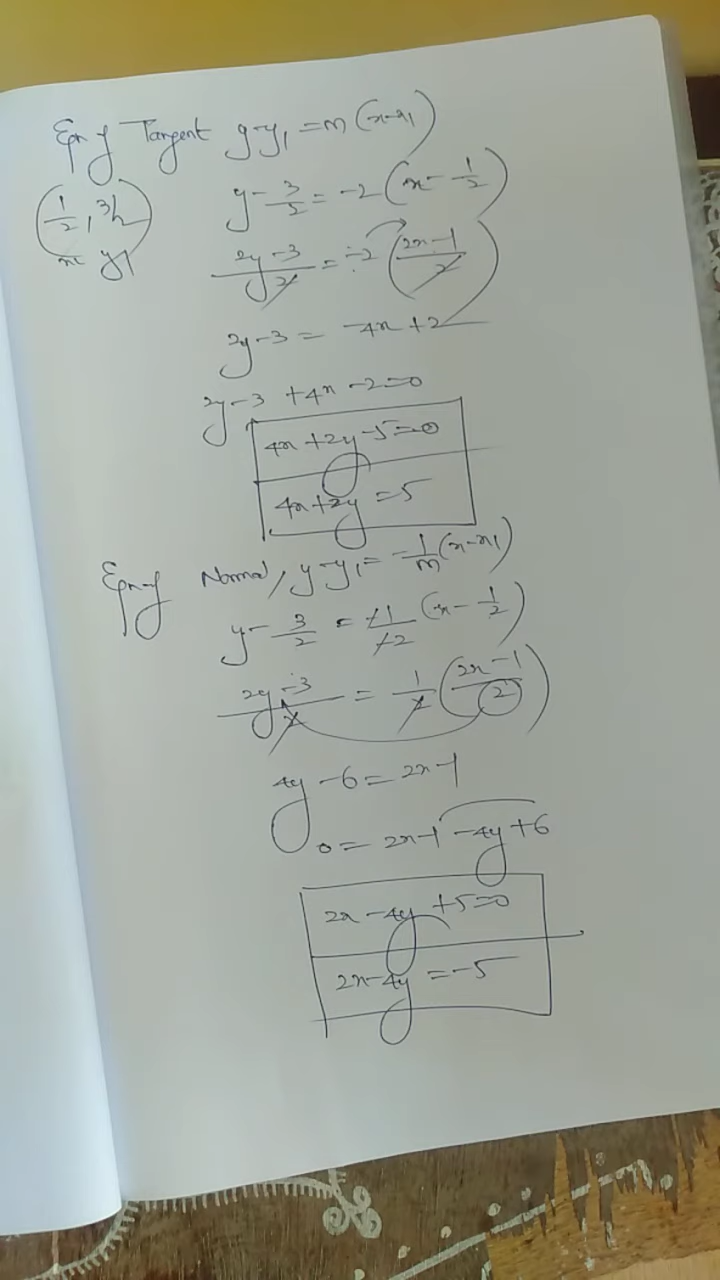 Eqn of Tangent y-y₁ = m(x-x₁)
(1/2, 3/2) y - 3/2 = -2(x - 1/2)
x₁ y₁ (2y-3)/2 = -2((2x-1)/2)
2y-3 = -4x+2
2y-3+4x-2=0
4x+2y-5=0
4x+2y=5
Eqn of Normal, y-y₁ = -1/m(x-x₁)
y - 3/2 = -1/-2(x - 1/2)
(2y-3)/2 = 1/2((2x-1)/2)
4y-6=2x-1
0=2x-1-4y+6
2x-4y+5=0
2x-4y=-5